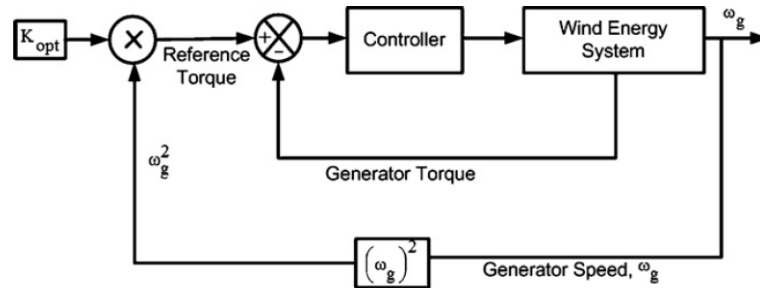 K_opt
×
Reference
Torque
+
-
Controller
Wind Energy
System
ω_g
Generator Torque
ω_g^2
(ω_g)^2
Generator Speed, ω_g